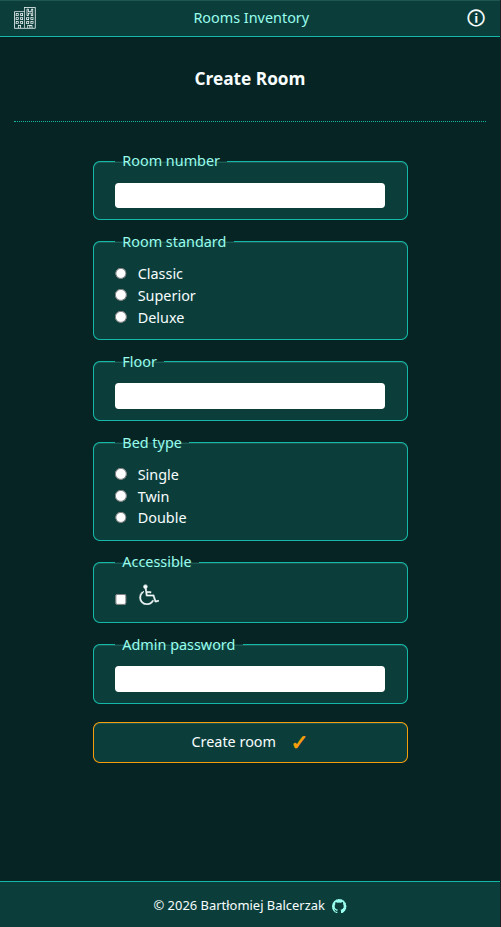 Rooms Inventory
Create Room
Room number
Room standard
Classic
Superior
Deluxe
Floor
Bed type
Single
Twin
Double
Accessible
Admin password
Create room ✓
© 2026 Bartłomiej Balcerzak